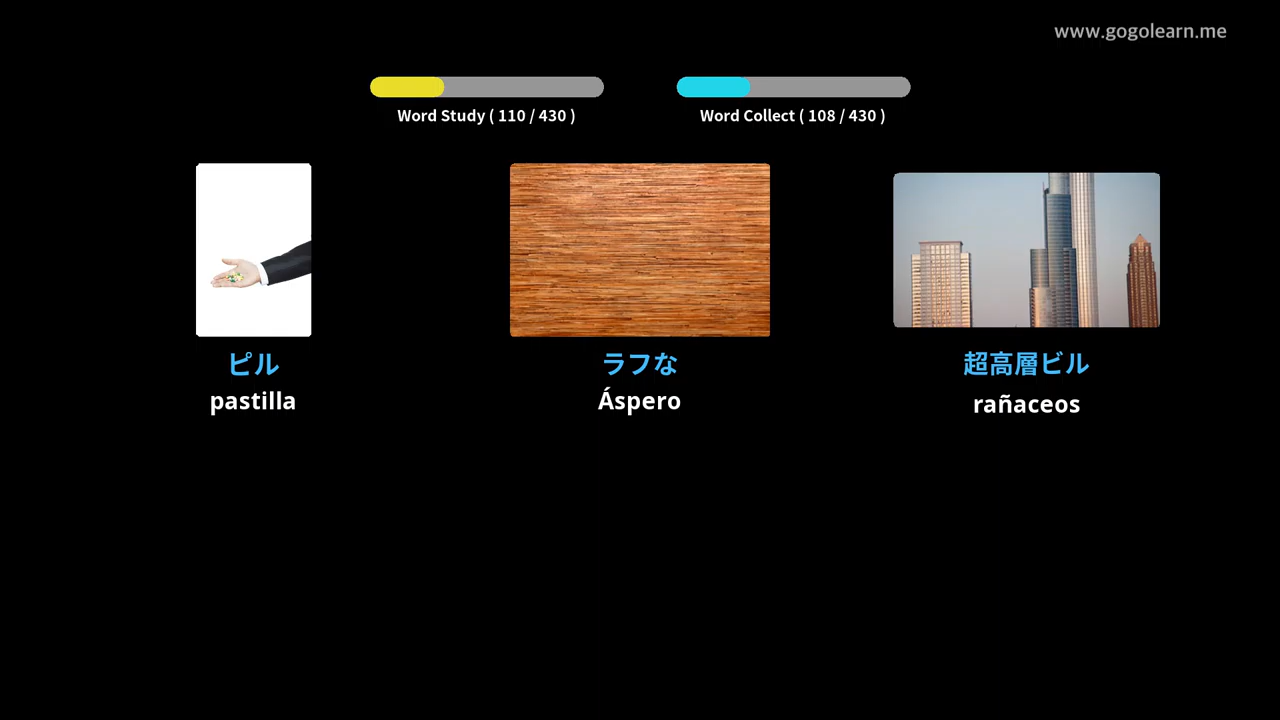 www.gogolearn.me
Word Study ( 110 / 430 )
Word Collect ( 108 / 430 )
ピル
pastilla
ラフな
Áspero
超高層ビル
rañaceos